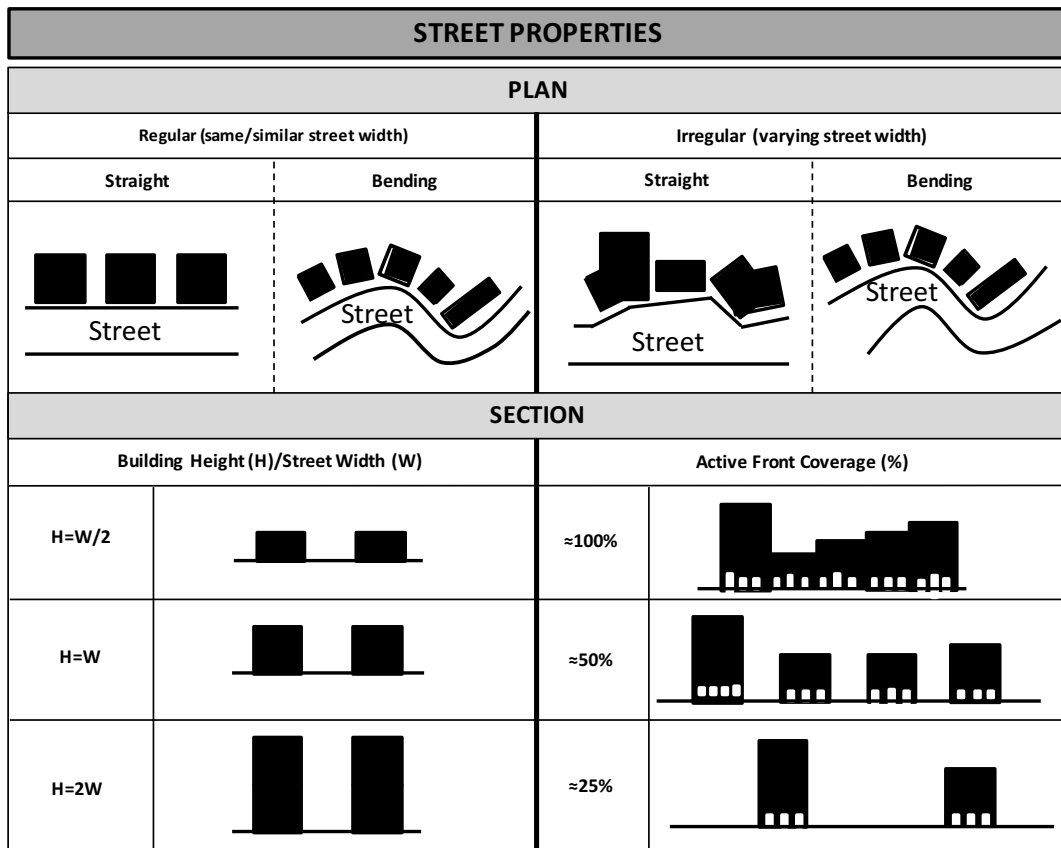 STREET PROPERTIES
PLAN
Regular (same/similar street width)
Irregular (varying street width)
Straight
Bending
Straight
Bending
Street
Street
Street
Street
SECTION
Building Height (H)/Street Width (W)
Active Front Coverage (%)
H=W/2
≈100%
H=W
≈50%
H=2W
≈25%